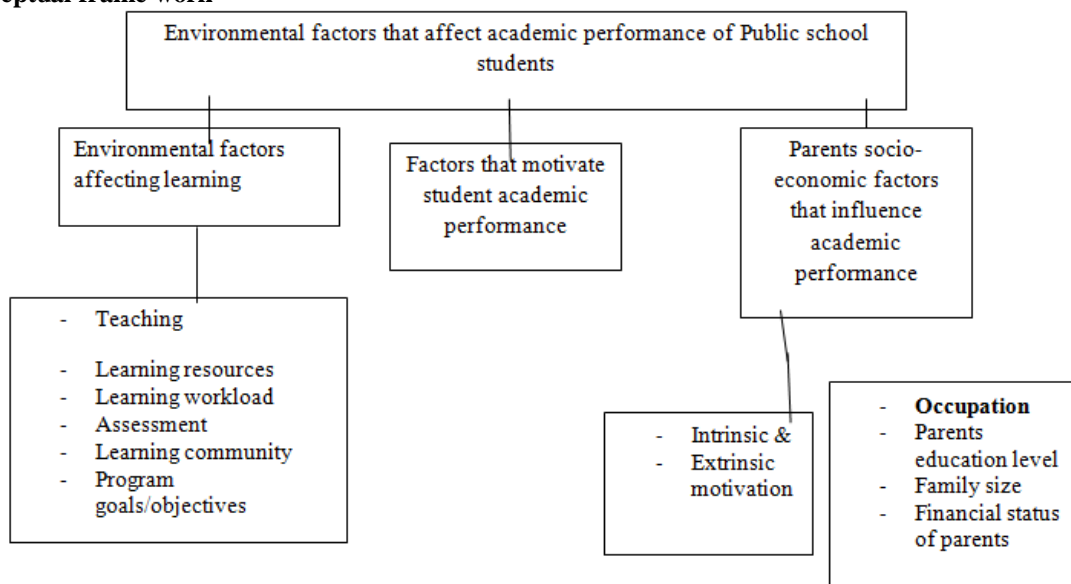 Environmental factors that affect academic performance of Public school
students
Environmental factors
affecting learning
Factors that motivate
student academic
performance
Parents socio-
economic factors
that influence
academic
performance
- Teaching
- Learning resources
- Learning workload
- Assessment
- Learning community
- Program
goals/objectives
- Intrinsic &
- Extrinsic
motivation
- Occupation
- Parents
education level
- Family size
- Financial status
of parents